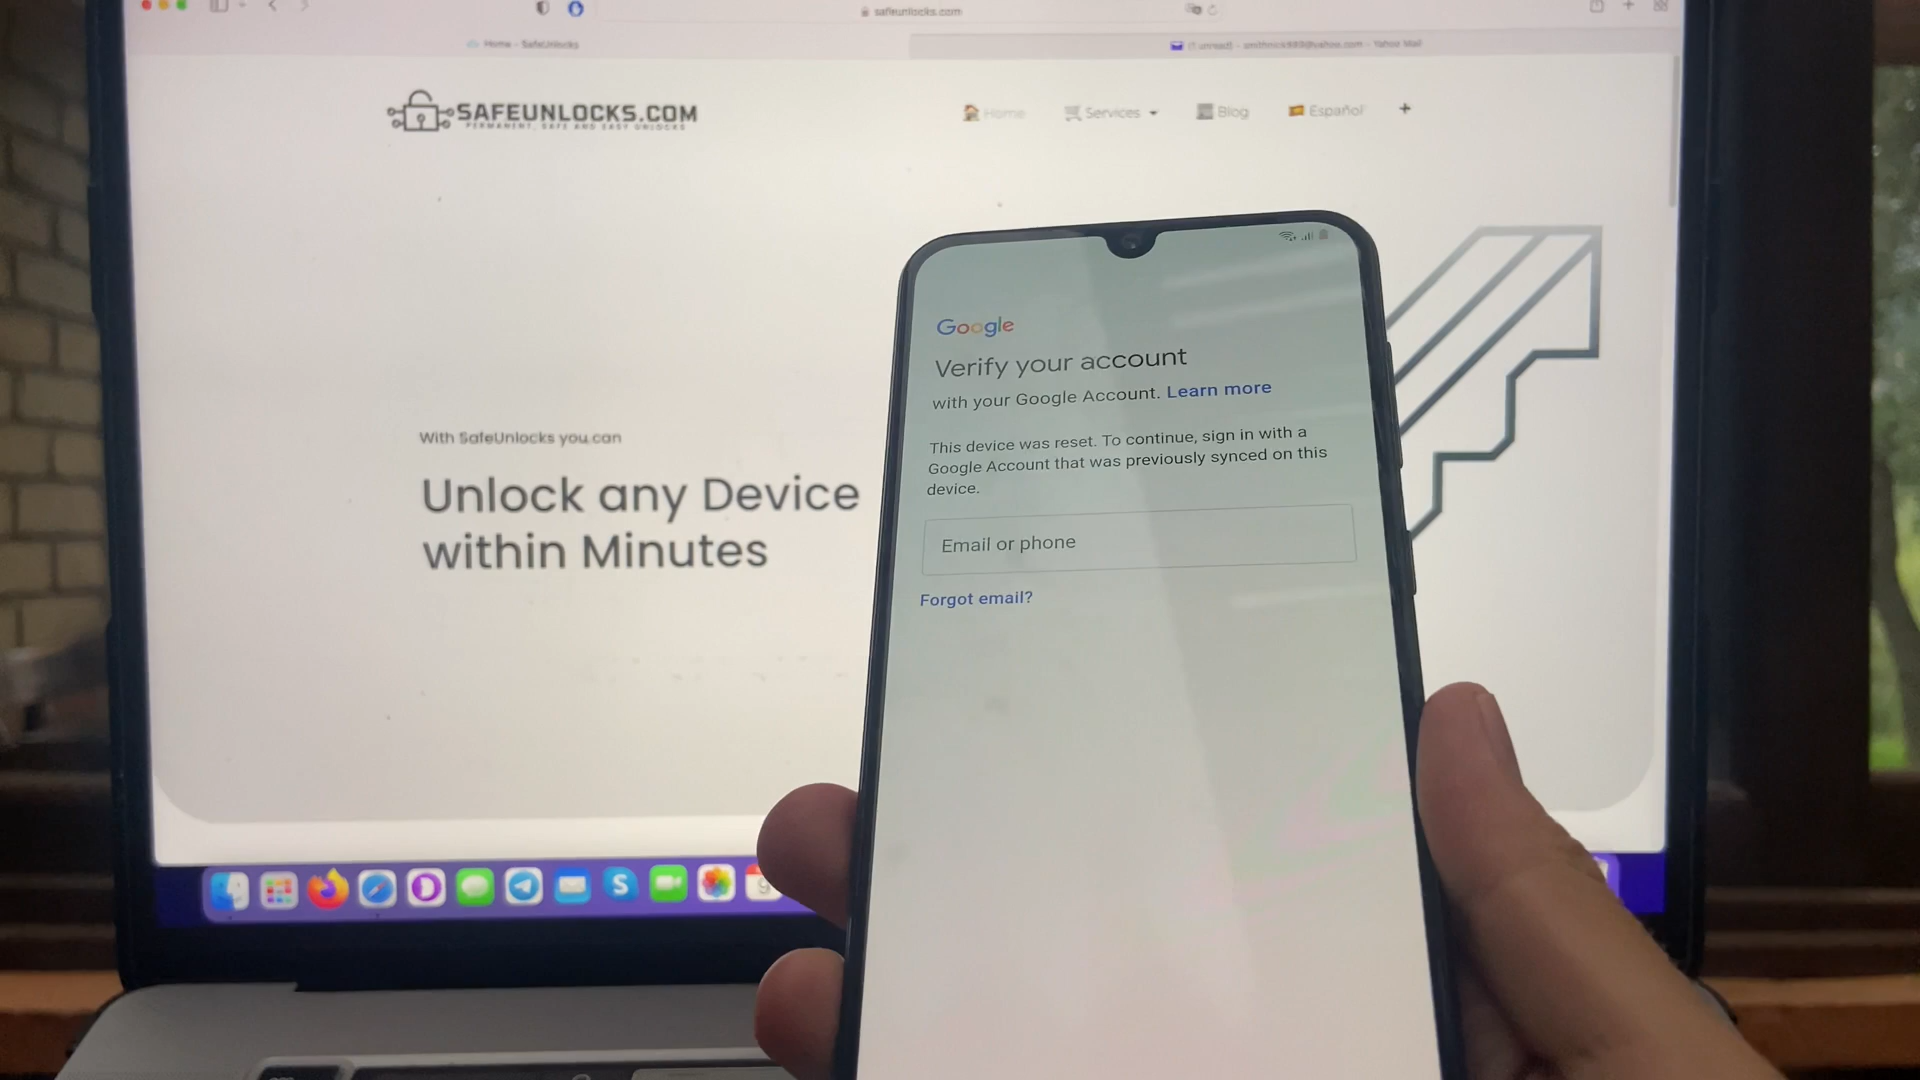 safeunlocks.com
Home - SafeUnlocks
(1 unread) - smithnick983@yahoo.com - Yahoo Mail
SAFEUNLOCKS.COM
PERMANENT, SAFE AND EASY UNLOCKS
Home
Services
Blog
Español
+
With SafeUnlocks you can
Unlock any Device
within Minutes
Google
Verify your account
with your Google Account. Learn more
This device was reset. To continue, sign in with a
Google Account that was previously synced on this
device.
Email or phone
Forgot email?
S
9